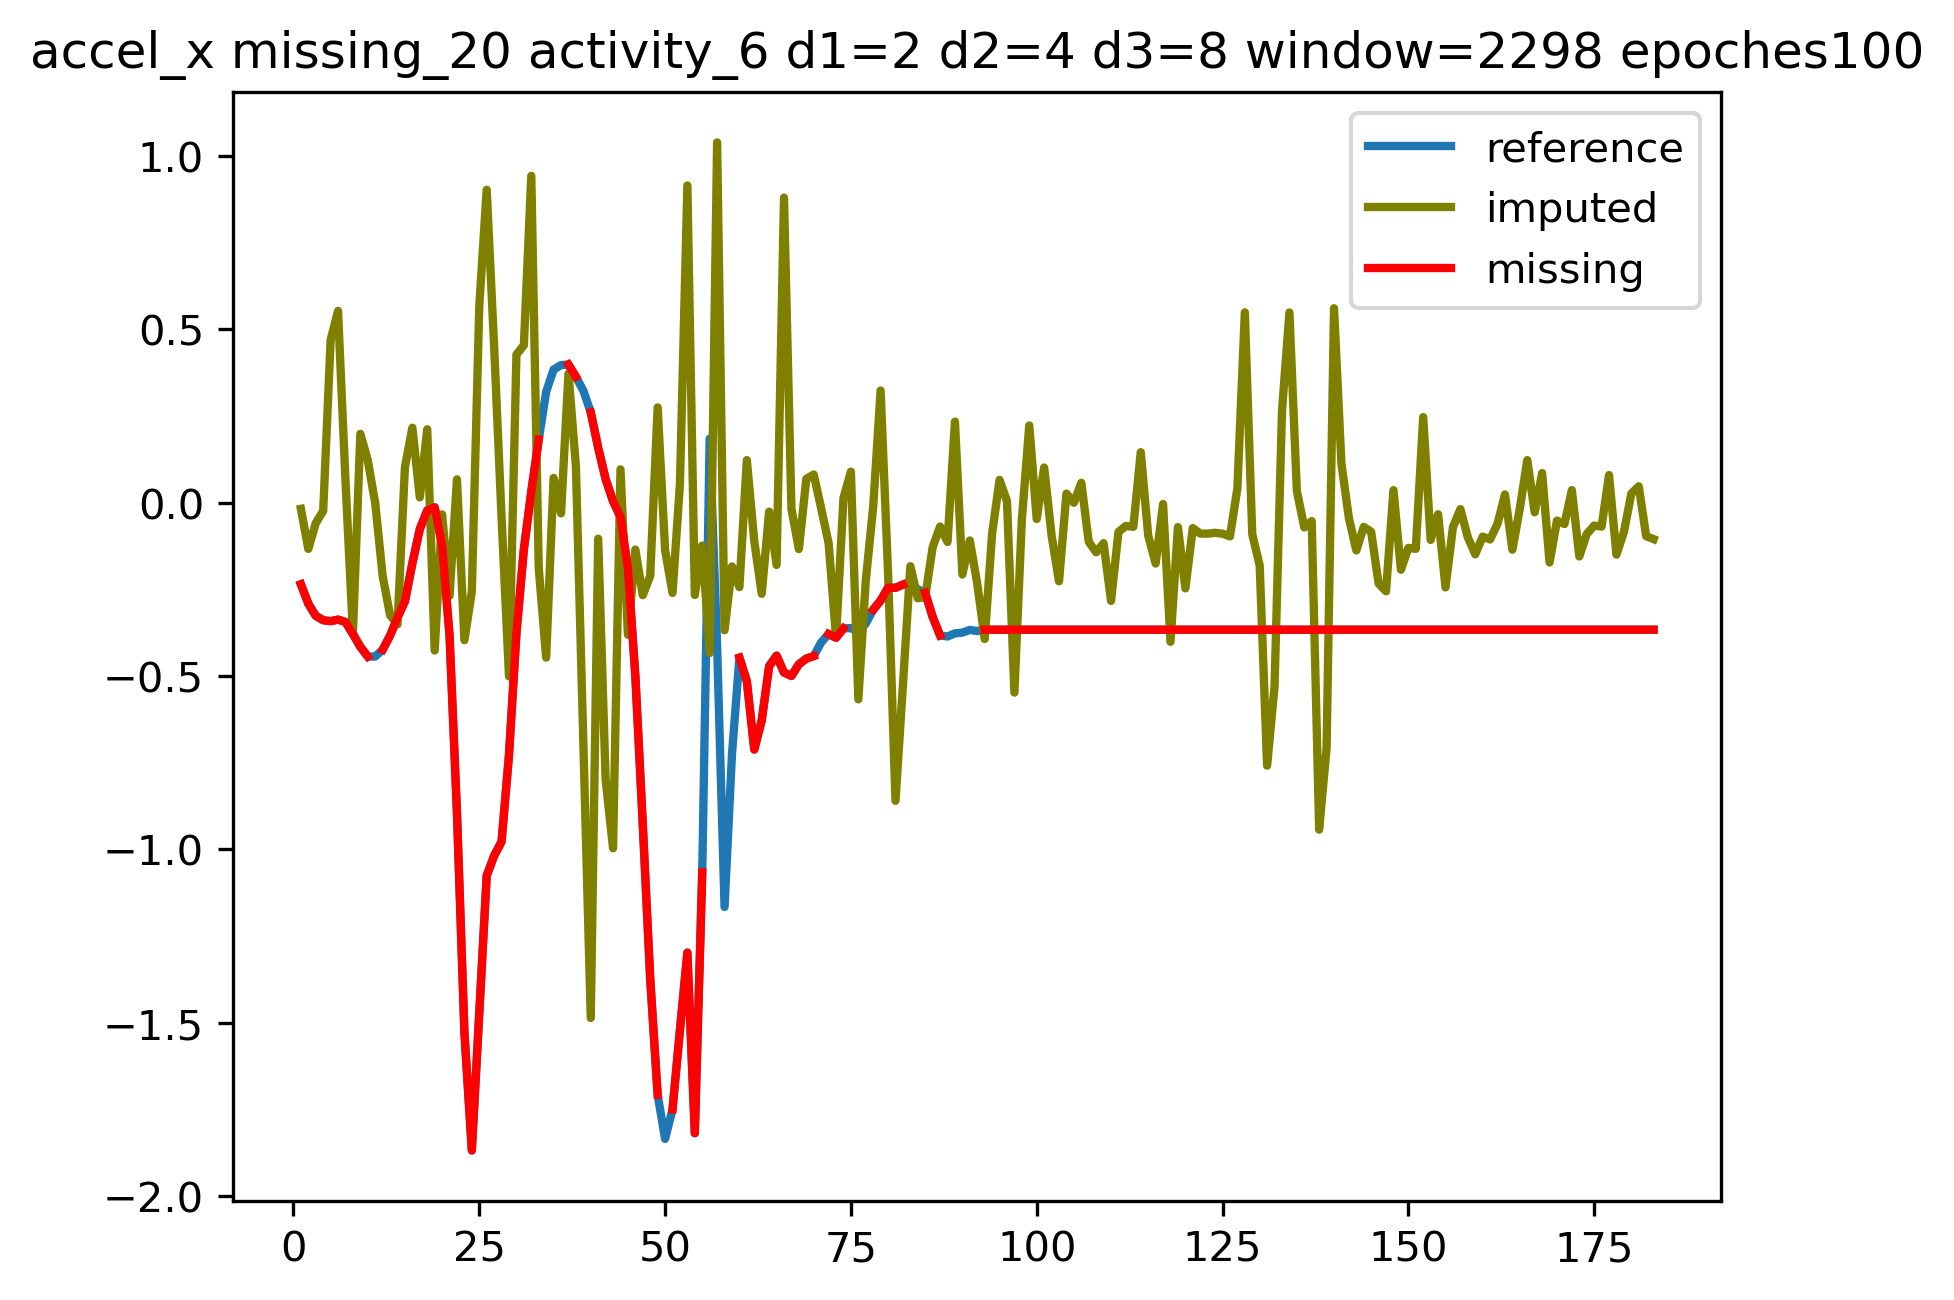 accel_x missing_20 activity_6 d1=2 d2=4 d3=8 window=2298 epoches100
reference
imputed
missing
1.0
0.5
0.0
−0.5
−1.0
−1.5
−2.0
0 25 50 75 100 125 150 175